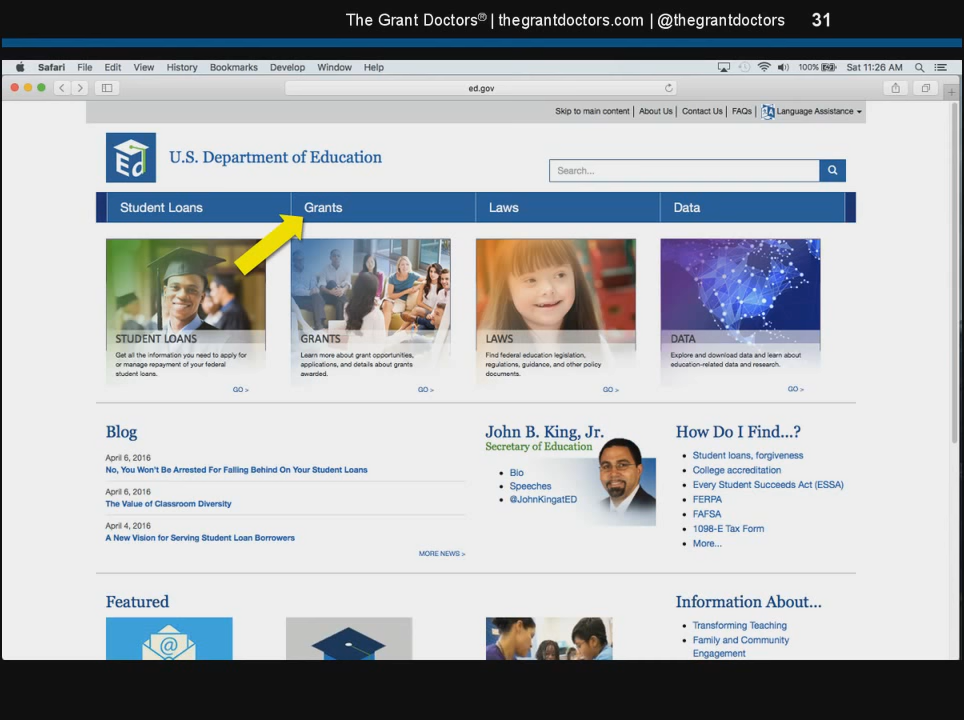 The Grant Doctors® | thegrantdoctors.com | @thegrantdoctors 31
Safari File Edit View History Bookmarks Develop Window Help 100% Sat 11:26 AM
ed.gov
Skip to main content | About Us | Contact Us | FAQs | Language Assistance
Ed U.S. Department of Education
Search...
Student Loans Grants Laws Data
STUDENT LOANS
Get all the information you need to apply for
or manage repayment of your federal
student loans.
GO >
GRANTS
Learn more about grant opportunities,
applications, and details about grants
awarded.
GO >
LAWS
Find federal education legislation,
regulations, guidance, and other policy
documents.
GO >
DATA
Explore and download data and learn about
education-related data and research.
GO >
Blog
April 6, 2016
No, You Won't Be Arrested For Falling Behind On Your Student Loans
April 6, 2016
The Value of Classroom Diversity
April 4, 2016
A New Vision for Serving Student Loan Borrowers
MORE NEWS >
John B. King, Jr.
Secretary of Education
• Bio
• Speeches
• @JohnKingatED
How Do I Find...?
• Student loans, forgiveness
• College accreditation
• Every Student Succeeds Act (ESSA)
• FERPA
• FAFSA
• 1098-E Tax Form
• More...
Featured
@
Information About...
• Transforming Teaching
• Family and Community
Engagement